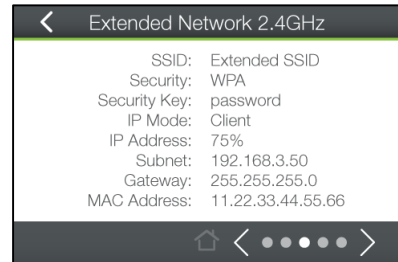 Extended Network 2.4GHz
SSID: Extended SSID
Security: WPA
Security Key: password
IP Mode: Client
IP Address: 75%
Subnet: 192.168.3.50
Gateway: 255.255.255.0
MAC Address: 11.22.33.44.55.66